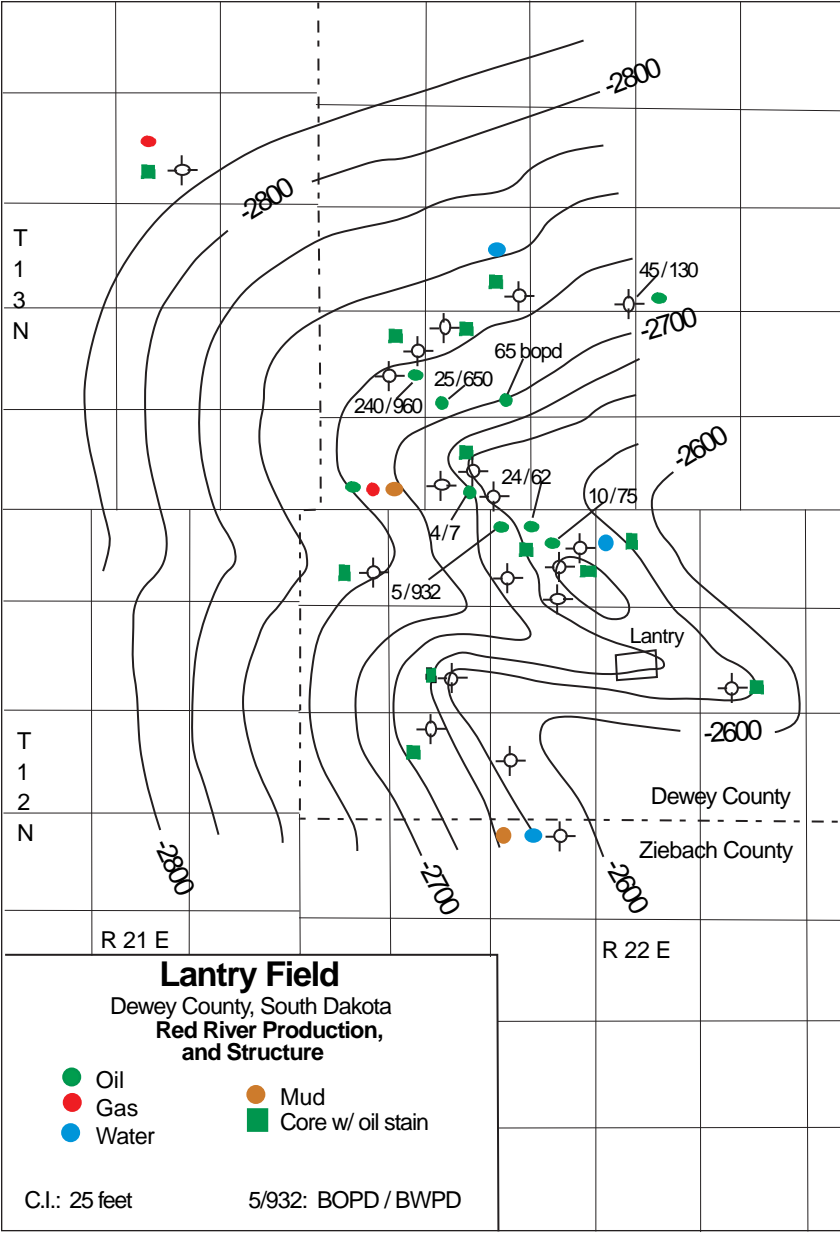 -2800
-2800
T
1
3
N
45/130
-2700
65 bopd
25/650
240/960
-2600
24/62
10/75
4/7
5/932
Lantry
-2600
T
1
2
N
Dewey County
Ziebach County
-2800
-2700
-2600
R 21 E
R 22 E
Lantry Field
Dewey County, South Dakota
Red River Production,
and Structure
Oil
Gas
Water
Mud
Core w/ oil stain
C.I.: 25 feet
5/932: BOPD / BWPD